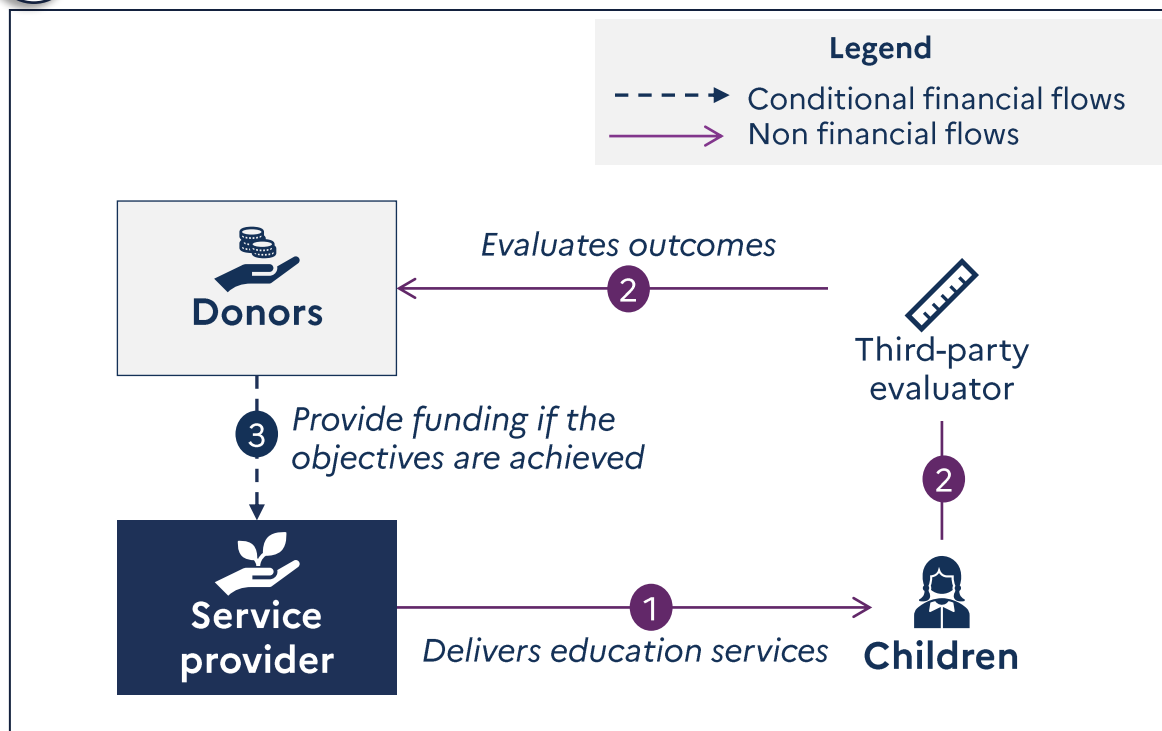 Legend
Conditional financial flows
Non financial flows
Evaluates outcomes
2
Donors
Third-party
evaluator
3
Provide funding if the
objectives are achieved
2
Service
provider
1
Delivers education services
Children